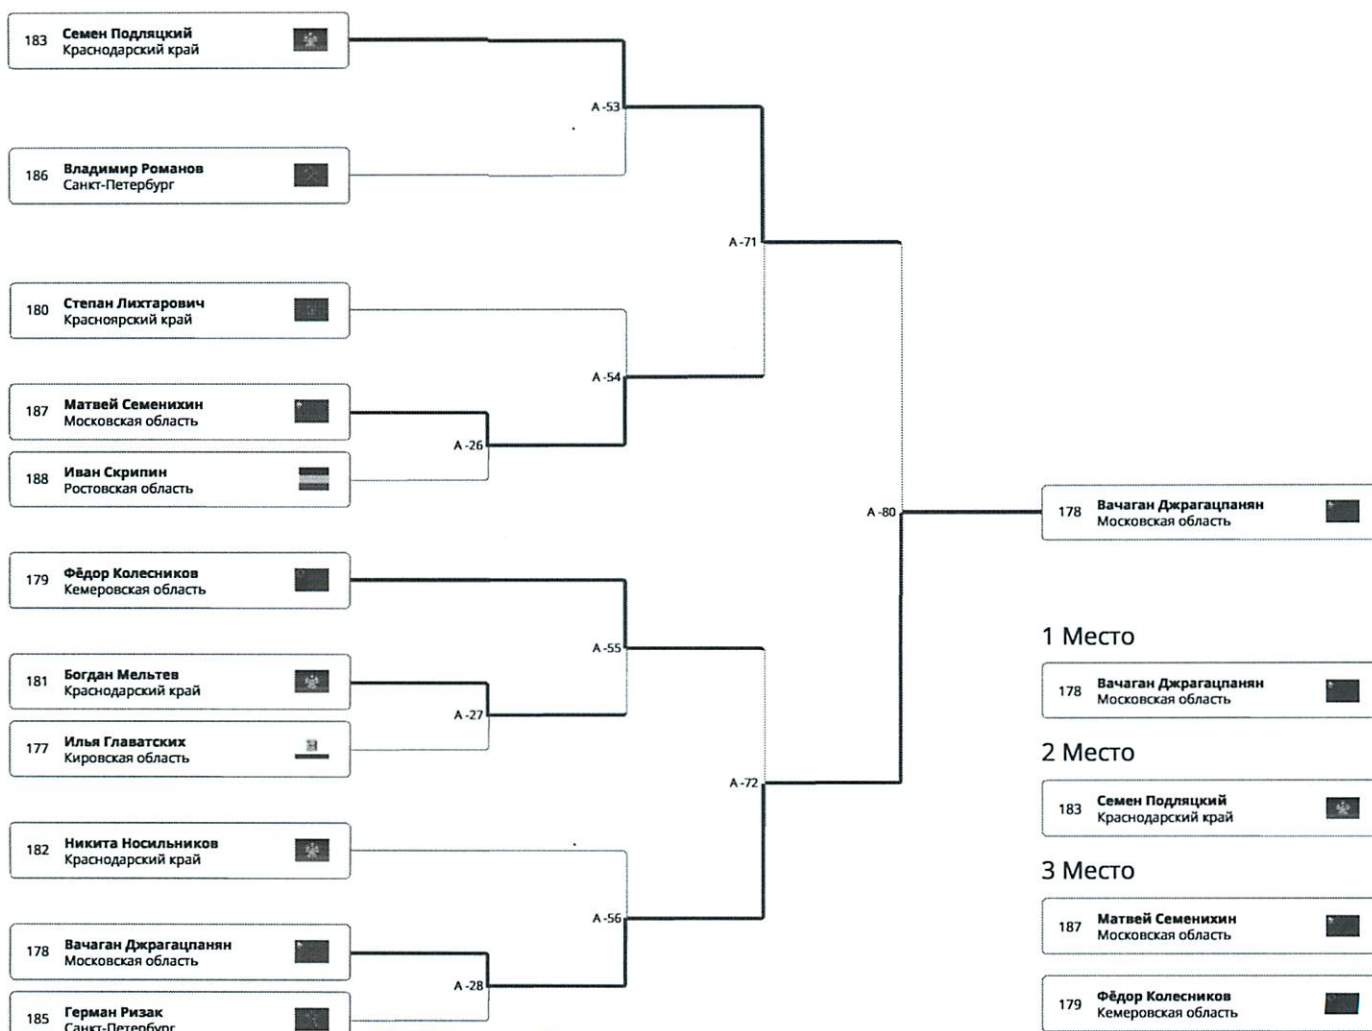 183 Семен Подляцкий
Краснодарский край
A -53
186 Владимир Романов
Санкт-Петербург
A -71
180 Степан Лихтарович
Красноярский край
A -54
187 Матвей Семенихин
Московская область
A -26
188 Иван Скрипин
Ростовская область
A -80
178 Вачаган Джрагацпанян
Московская область
179 Фёдор Колесников
Кемеровская область
A -55
181 Богдан Мельтев
Краснодарский край
A -27
177 Илья Главатских
Кировская область
A -72
182 Никита Носильников
Краснодарский край
A -56
178 Вачаган Джрагацпанян
Московская область
A -28
185 Герман Ризак
Санкт-Петербург
1 Место
178 Вачаган Джрагацпанян
Московская область
2 Место
183 Семен Подляцкий
Краснодарский край
3 Место
187 Матвей Семенихин
Московская область
179 Фёдор Колесников
Кемеровская область